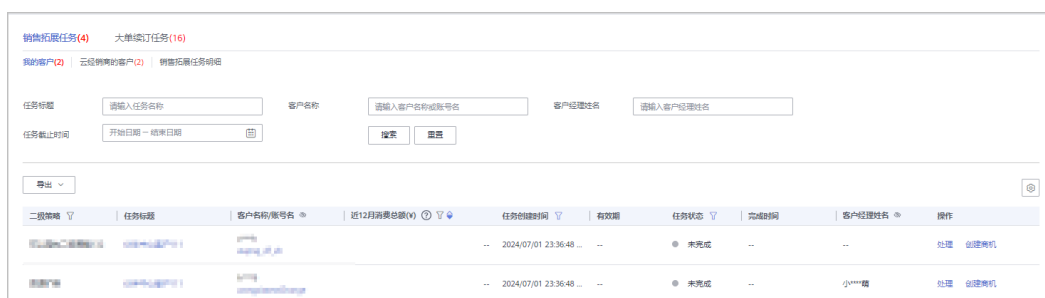 销售拓展任务(4) 大单续订任务(16)
我的客户(2) 云经销商的客户(2) 销售拓展任务明细
任务标题 请输入任务名称 客户名称 请输入客户名称或账号名 客户经理姓名 请输入客户经理姓名
任务截止时间 开始日期 – 结束日期 搜索 重置
导出
二级策略 任务标题 客户名称/账号名 近12月消费总额(¥) 任务创建时间 有效期 任务状态 完成时间 客户经理姓名 操作
-- 2024/07/01 23:36:48 ... -- 未完成 -- -- 处理 创建商机
-- 2024/07/01 23:36:48 ... -- 未完成 -- 小****萌 处理 创建商机